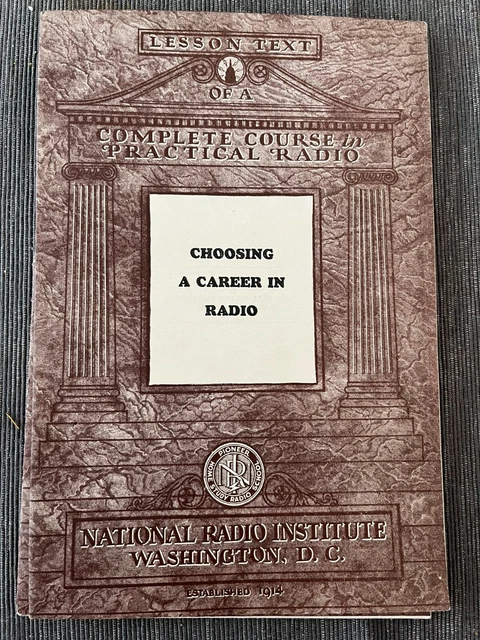 LESSON TEXT
OF A
COMPLETE COURSE in
PRACTICAL RADIO
CHOOSING
A CAREER IN
RADIO
PIONEER
NRI
HOME STUDY RADIO SCHOOL
NATIONAL RADIO INSTITUTE
WASHINGTON, D. C.
ESTABLISHED 1914